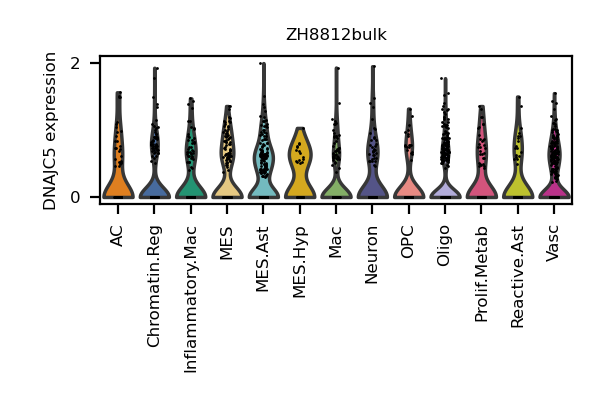 ZH8812bulk
DNAJC5 expression
2
0
AC
Chromatin.Reg
Inflammatory.Mac
MES
MES.Ast
MES.Hyp
Mac
Neuron
OPC
Oligo
Prolif.Metab
Reactive.Ast
Vasc